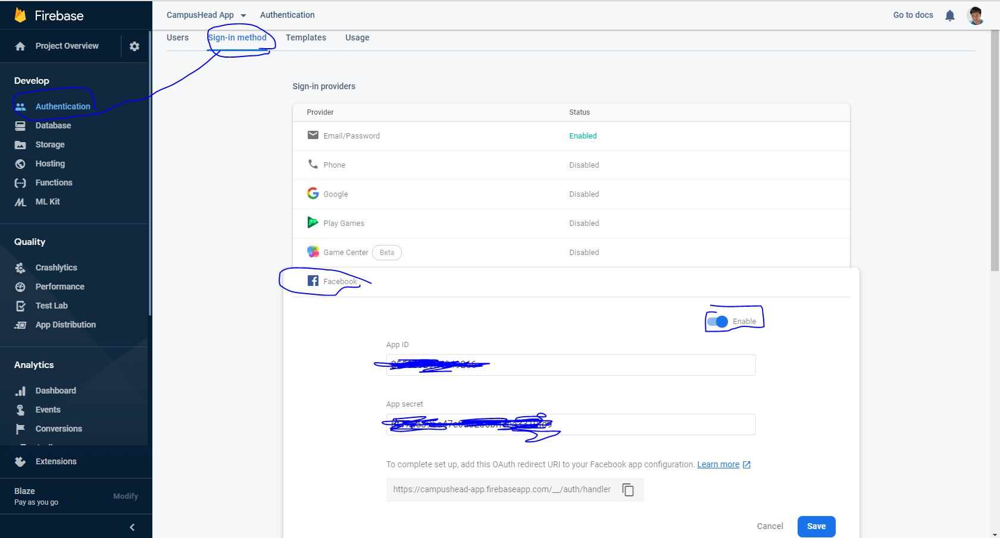 Firebase
CampusHead App
Authentication
Go to docs
Project Overview
Users
Sign-in method
Templates
Usage
Develop
Authentication
Database
Storage
Hosting
Functions
ML Kit
Quality
Crashlytics
Performance
Test Lab
App Distribution
Analytics
Dashboard
Events
Conversions
Extensions
Blaze
Pay as you go
Modify
Sign-in providers
Provider Status
Email/Password Enabled
Phone Disabled
Google Disabled
Play Games Disabled
Game Center Beta Disabled
Facebook
Enable
App ID
App secret
To complete set up, add this OAuth redirect URI to your Facebook app configuration. Learn more
https://campushead-app.firebaseapp.com/__/auth/handler
Cancel
Save